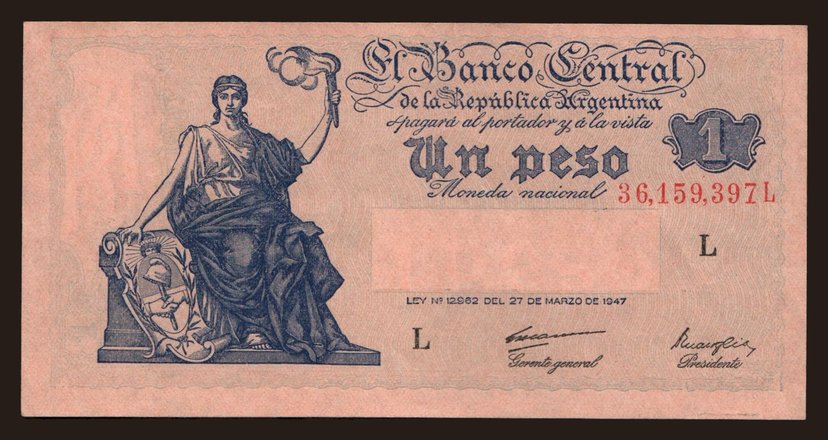 El Banco Central
de la República Argentina
pagará al portador y á la vista
1
Un peso
Moneda nacional
36,159,397 L
L
LEY Nº 12.962 DEL 27 DE MARZO DE 1947
L
Gerente general
Presidente